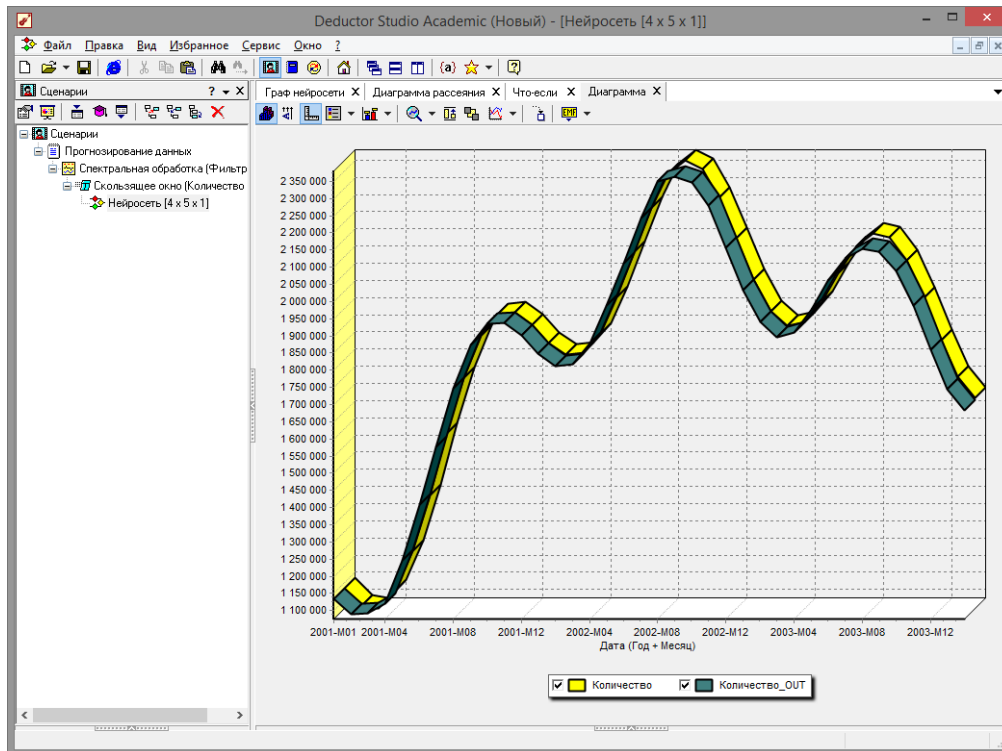 Deductor Studio Academic (Новый) - [Нейросеть [4 x 5 x 1]]
Файл Правка Вид Избранное Сервис Окно ?
Сценарии
Граф нейросети X Диаграмма рассеяния X Что-если X Диаграмма X
Сценарии
Прогнозирование данных
Спектральная обработка (Фильтр
Скользящее окно (Количество
Нейросеть [4 x 5 x 1]
2 350 000
2 300 000
2 250 000
2 200 000
2 150 000
2 100 000
2 050 000
2 000 000
1 950 000
1 900 000
1 850 000
1 800 000
1 750 000
1 700 000
1 650 000
1 600 000
1 550 000
1 500 000
1 450 000
1 400 000
1 350 000
1 300 000
1 250 000
1 200 000
1 150 000
1 100 000
2001-M01 2001-M04 2001-M08 2001-M12 2002-M04 2002-M08 2002-M12 2003-M04 2003-M08 2003-M12
Дата (Год + Месяц)
Количество Количество_OUT